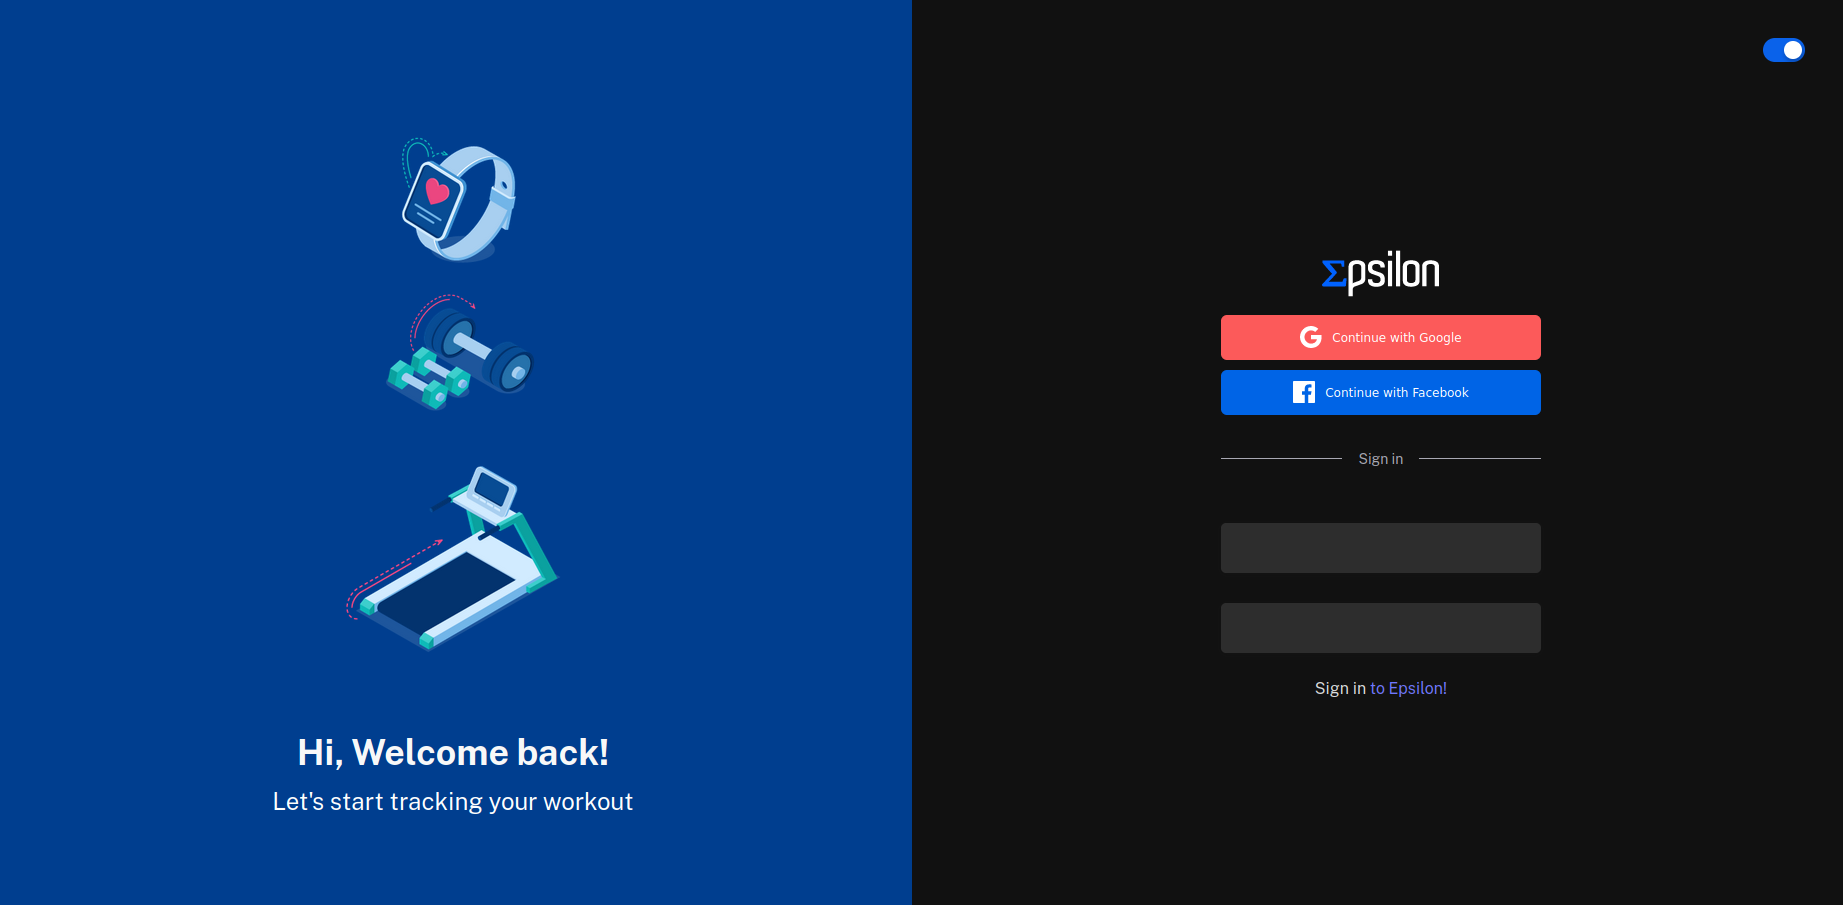 Hi, Welcome back!
Let's start tracking your workout
Σpsilon
Continue with Google
Continue with Facebook
Sign in
Sign in to Epsilon!